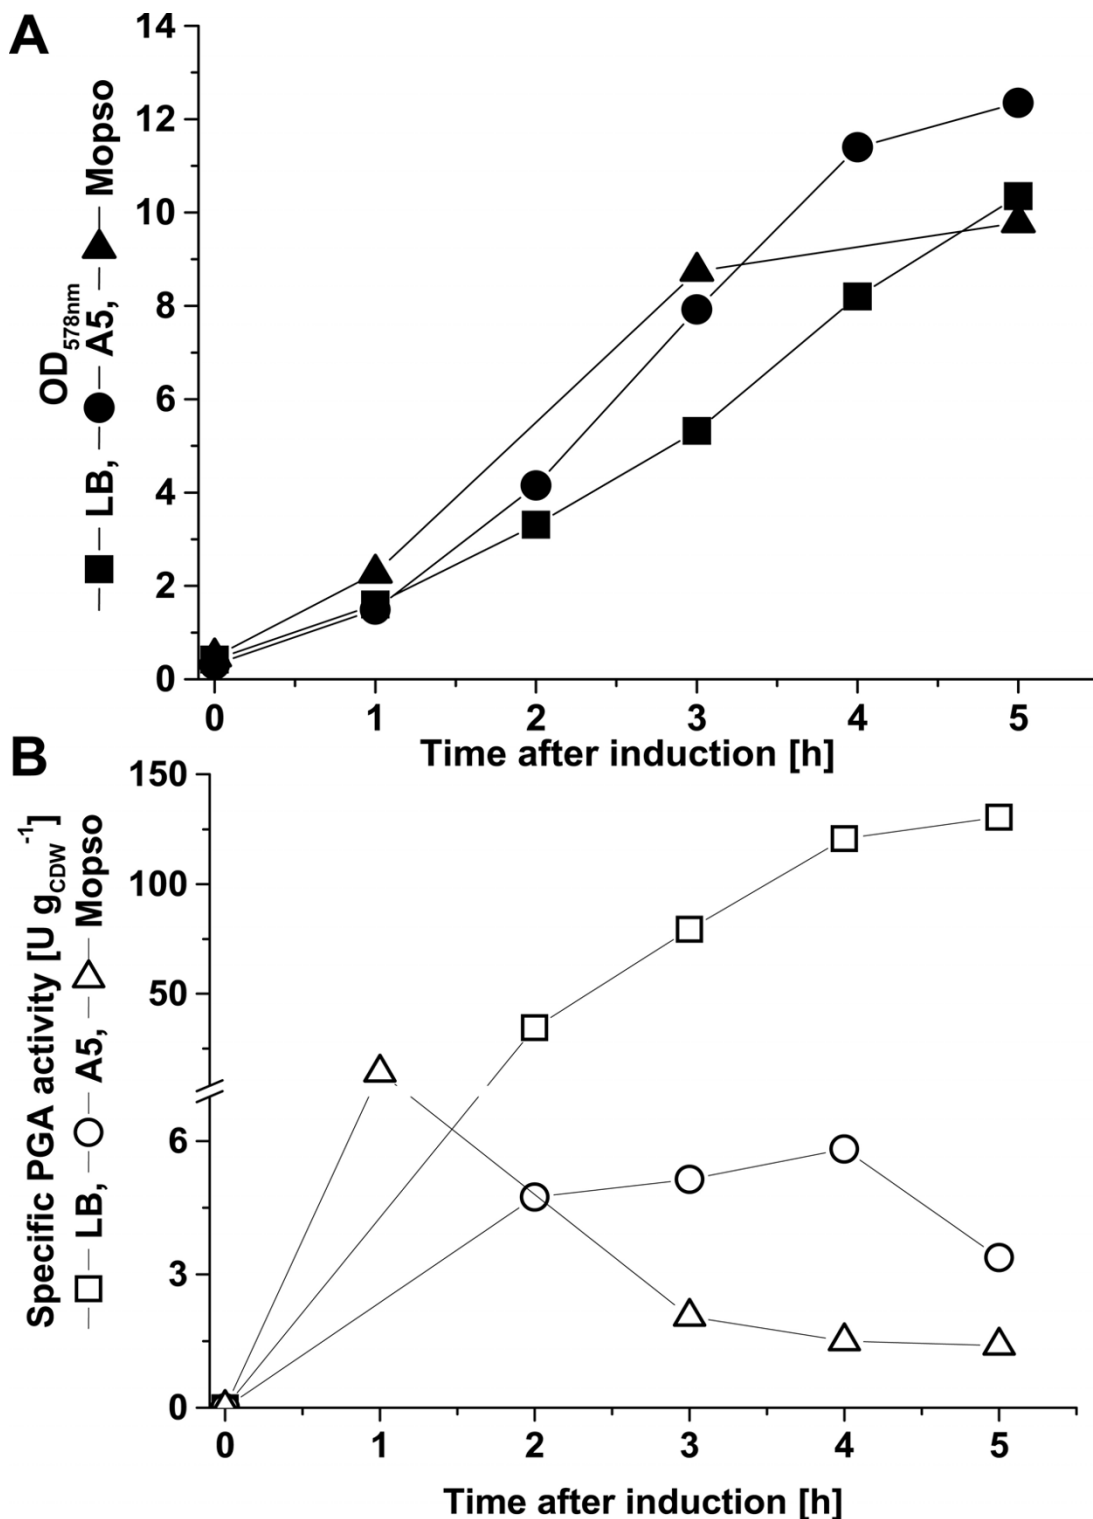 A
14
12
10
8
6
4
2
0
OD578nm
LB, A5, Mopso
0 1 2 3 4 5
Time after induction [h]
B
150
100
50
6
3
0
Specific PGA activity [U gCDW-1]
LB, A5, Mopso
0 1 2 3 4 5
Time after induction [h]